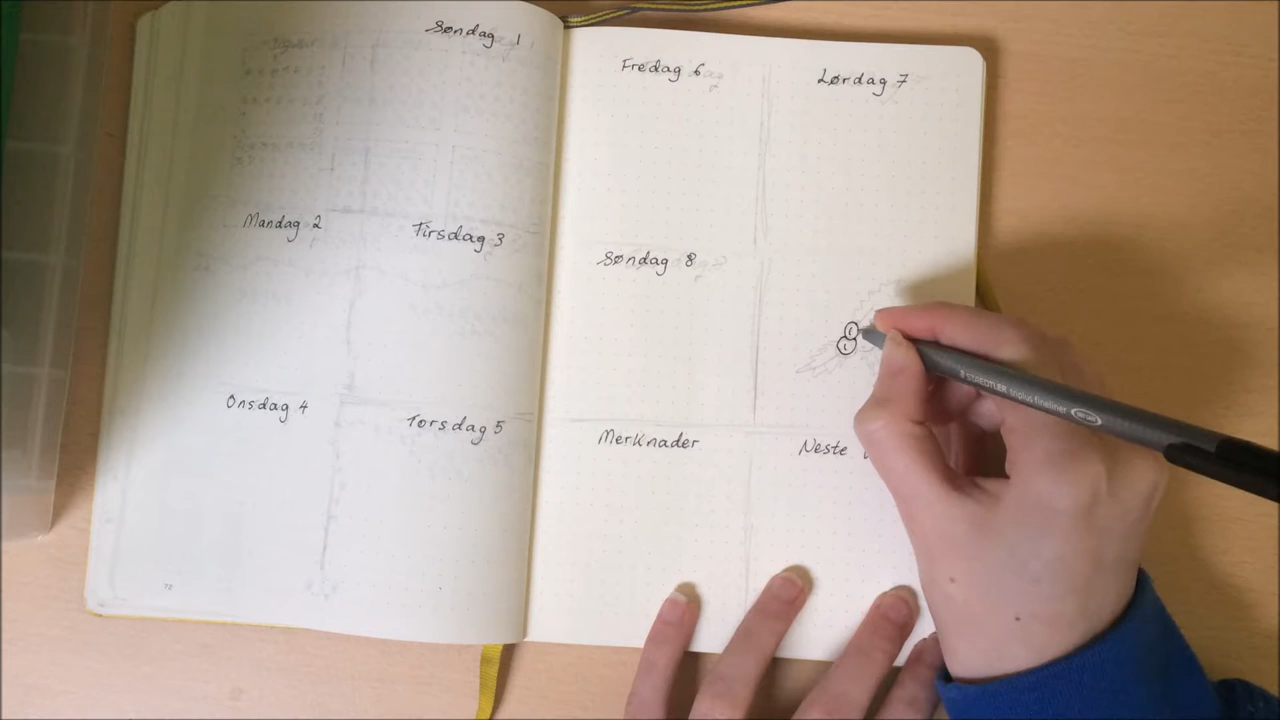 Søndag 1
Mandag 2
Tirsdag 3
Onsdag 4
Torsdag 5
72
Fredag 6
Lørdag 7
Søndag 8
Merknader
Neste
STAEDTLER triplus fineliner